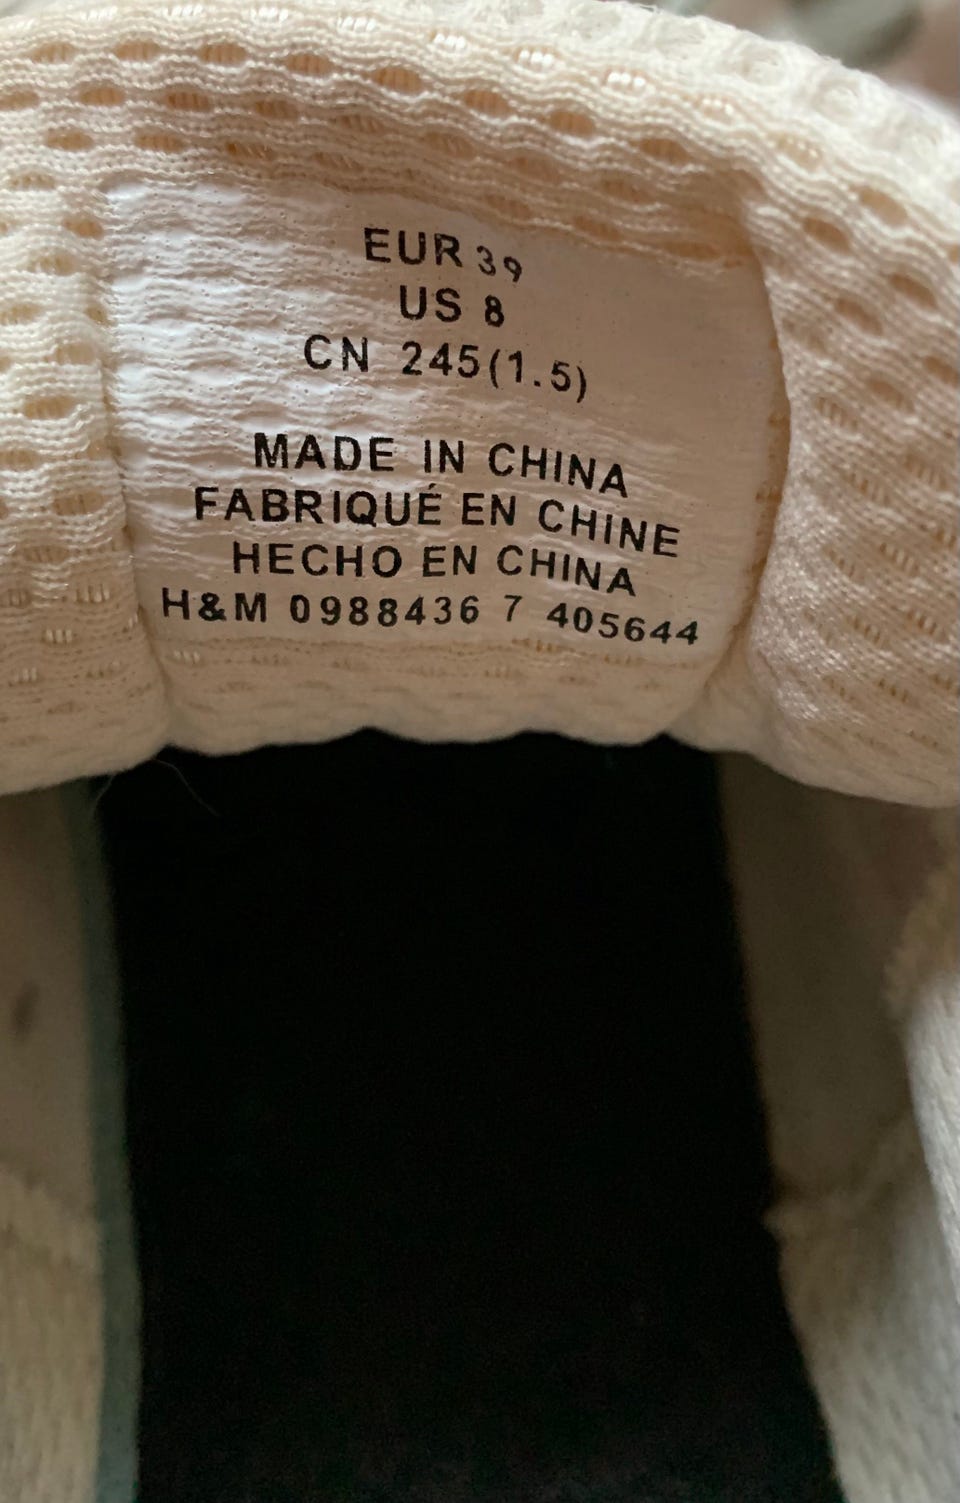 EUR 39
US 8
CN 245(1.5)
MADE IN CHINA
FABRIQUÉ EN CHINE
HECHO EN CHINA
H&M 0988436 7 405644